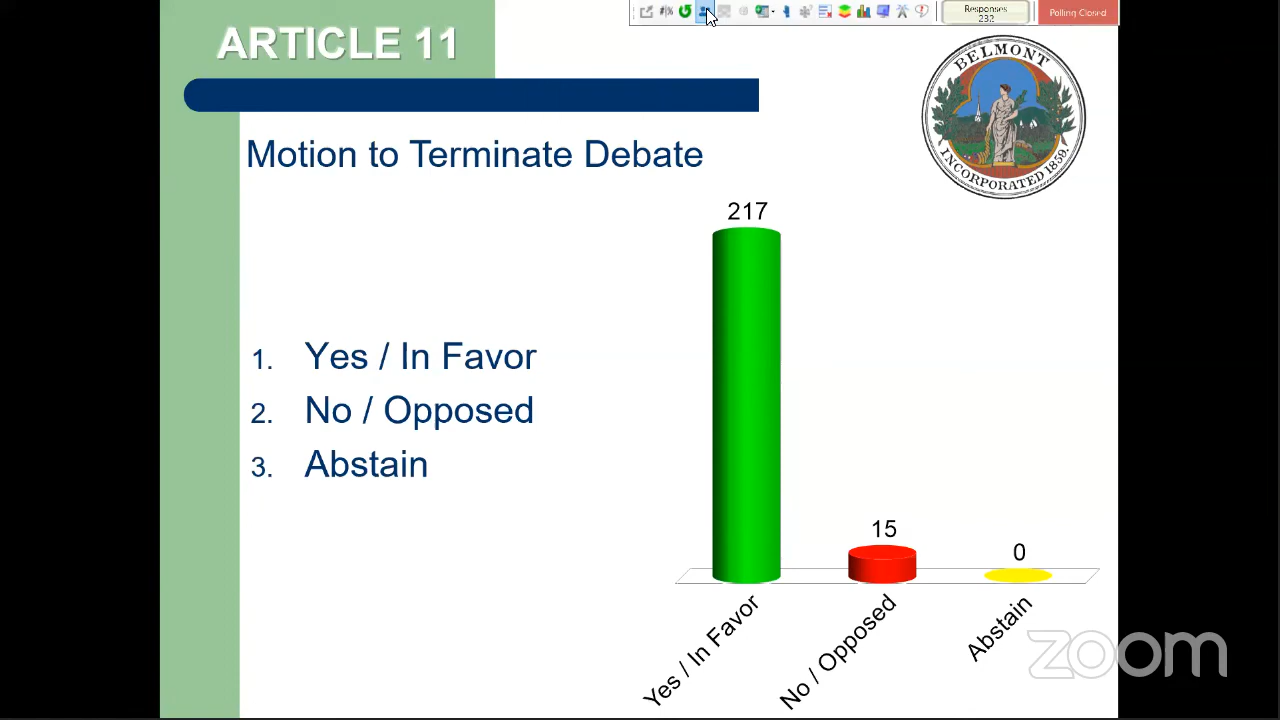 ARTICLE 11
Responses
232
Polling Closed
BELMONT
INCORPORATED 1859.
Motion to Terminate Debate
1. Yes / In Favor
2. No / Opposed
3. Abstain
217
15
0
Yes / In Favor
No / Opposed
Abstain
zoom